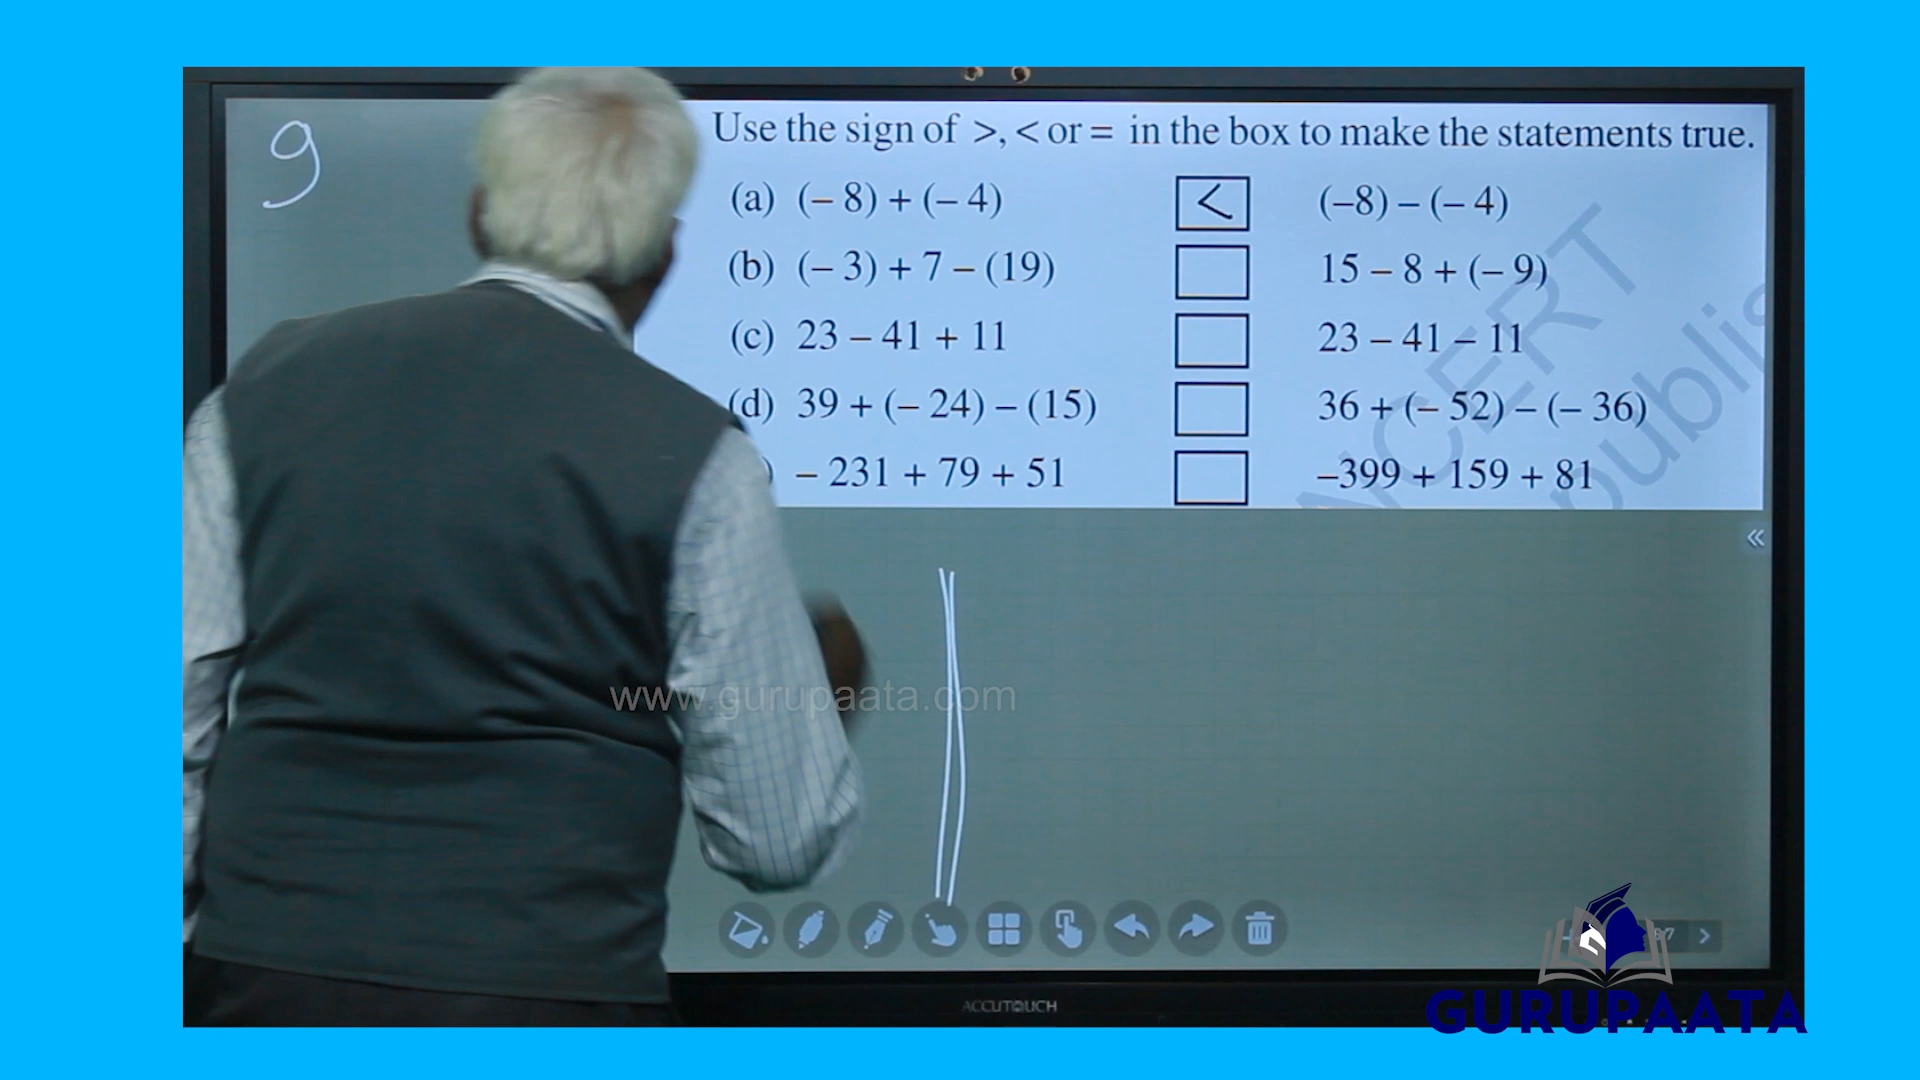 9
Use the sign of >, < or = in the box to make the statements true.
(a) (– 8) + (– 4) < (–8) – (– 4)
(b) (– 3) + 7 – (19) 15 – 8 + (– 9)
(c) 23 – 41 + 11 23 – 41 – 11
(d) 39 + (– 24) – (15) 36 + (– 52) – (– 36)
) – 231 + 79 + 51 –399 + 159 + 81
NCERT
publis
«
www.gurupaata.com
ACCUTOUCH
GURUPAATA